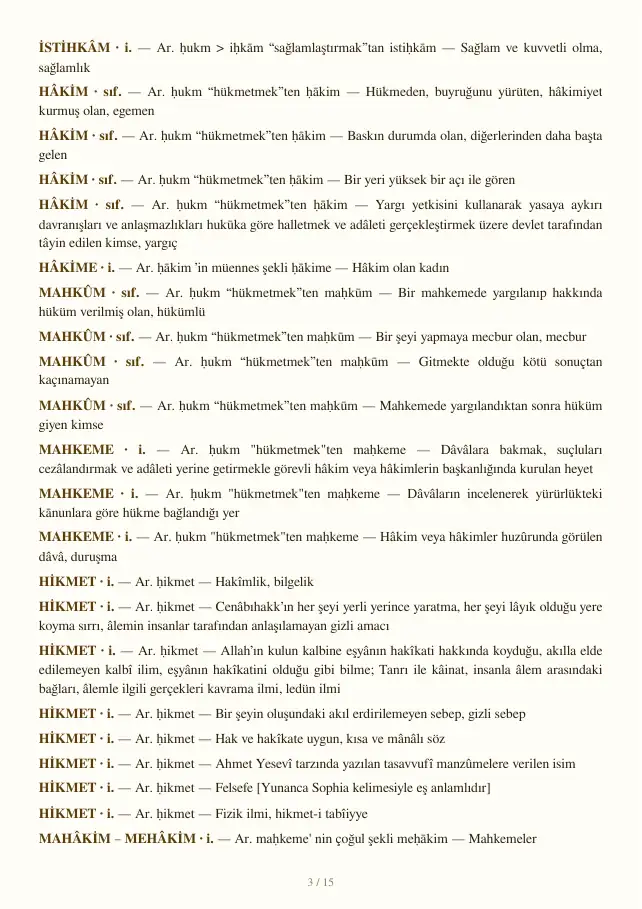 İSTİHKÂM · i. — Ar. ḥukm > iḥkām “sağlamlaştırmak”tan istiḥkām — Sağlam ve kuvvetli olma,
sağlamlık
HÂKİM · sıf. — Ar. ḥukm “hükmetmek”ten ḥākim — Hükmeden, buyruğunu yürüten, hâkimiyet
kurmuş olan, egemen
HÂKİM · sıf. — Ar. ḥukm “hükmetmek”ten ḥākim — Baskın durumda olan, diğerlerinden daha başta
gelen
HÂKİM · sıf. — Ar. ḥukm “hükmetmek”ten ḥākim — Bir yeri yüksek bir açı ile gören
HÂKİM · sıf. — Ar. ḥukm “hükmetmek”ten ḥākim — Yargı yetkisini kullanarak yasaya aykırı
davranışları ve anlaşmazlıkları hukūka göre halletmek ve adâleti gerçekleştirmek üzere devlet tarafından
tâyin edilen kimse, yargıç
HÂKİME · i. — Ar. ḥākim ’in müennes şekli ḥākime — Hâkim olan kadın
MAHKÛM · sıf. — Ar. ḥukm “hükmetmek”ten maḥkūm — Bir mahkemede yargılanıp hakkında
hüküm verilmiş olan, hükümlü
MAHKÛM · sıf. — Ar. ḥukm “hükmetmek”ten maḥkūm — Bir şeyi yapmaya mecbur olan, mecbur
MAHKÛM · sıf. — Ar. ḥukm “hükmetmek”ten maḥkūm — Gitmekte olduğu kötü sonuçtan
kaçınamayan
MAHKÛM · sıf. — Ar. ḥukm “hükmetmek”ten maḥkūm — Mahkemede yargılandıktan sonra hüküm
giyen kimse
MAHKEME · i. — Ar. ḥukm "hükmetmek"ten maḥkeme — Dâvâlara bakmak, suçluları
cezâlandırmak ve adâleti yerine getirmekle görevli hâkim veya hâkimlerin başkanlığında kurulan heyet
MAHKEME · i. — Ar. ḥukm "hükmetmek"ten maḥkeme — Dâvâların incelenerek yürürlükteki
kānunlara göre hükme bağlandığı yer
MAHKEME · i. — Ar. ḥukm "hükmetmek"ten maḥkeme — Hâkim veya hâkimler huzûrunda görülen
dâvâ, duruşma
HİKMET · i. — Ar. ḥikmet — Hakîmlik, bilgelik
HİKMET · i. — Ar. ḥikmet — Cenâbıhakk’ın her şeyi yerli yerince yaratma, her şeyi lâyık olduğu yere
koyma sırrı, âlemin insanlar tarafından anlaşılamayan gizli amacı
HİKMET · i. — Ar. ḥikmet — Allah’ın kulun kalbine eşyânın hakîkati hakkında koyduğu, akılla elde
edilemeyen kalbî ilim, eşyânın hakîkatini olduğu gibi bilme; Tanrı ile kâinat, insanla âlem arasındaki
bağları, âlemle ilgili gerçekleri kavrama ilmi, ledün ilmi
HİKMET · i. — Ar. ḥikmet — Bir şeyin oluşundaki akıl erdirilemeyen sebep, gizli sebep
HİKMET · i. — Ar. ḥikmet — Hak ve hakîkate uygun, kısa ve mânâlı söz
HİKMET · i. — Ar. ḥikmet — Ahmet Yesevî tarzında yazılan tasavvufî manzûmelere verilen isim
HİKMET · i. — Ar. ḥikmet — Felsefe [Yunanca Sophia kelimesiyle eş anlamlıdır]
HİKMET · i. — Ar. ḥikmet — Fizik ilmi, hikmet-i tabîiyye
MAHÂKİM – MEHÂKİM · i. — Ar. maḥkeme' nin çoğul şekli meḥākim — Mahkemeler
3 / 15